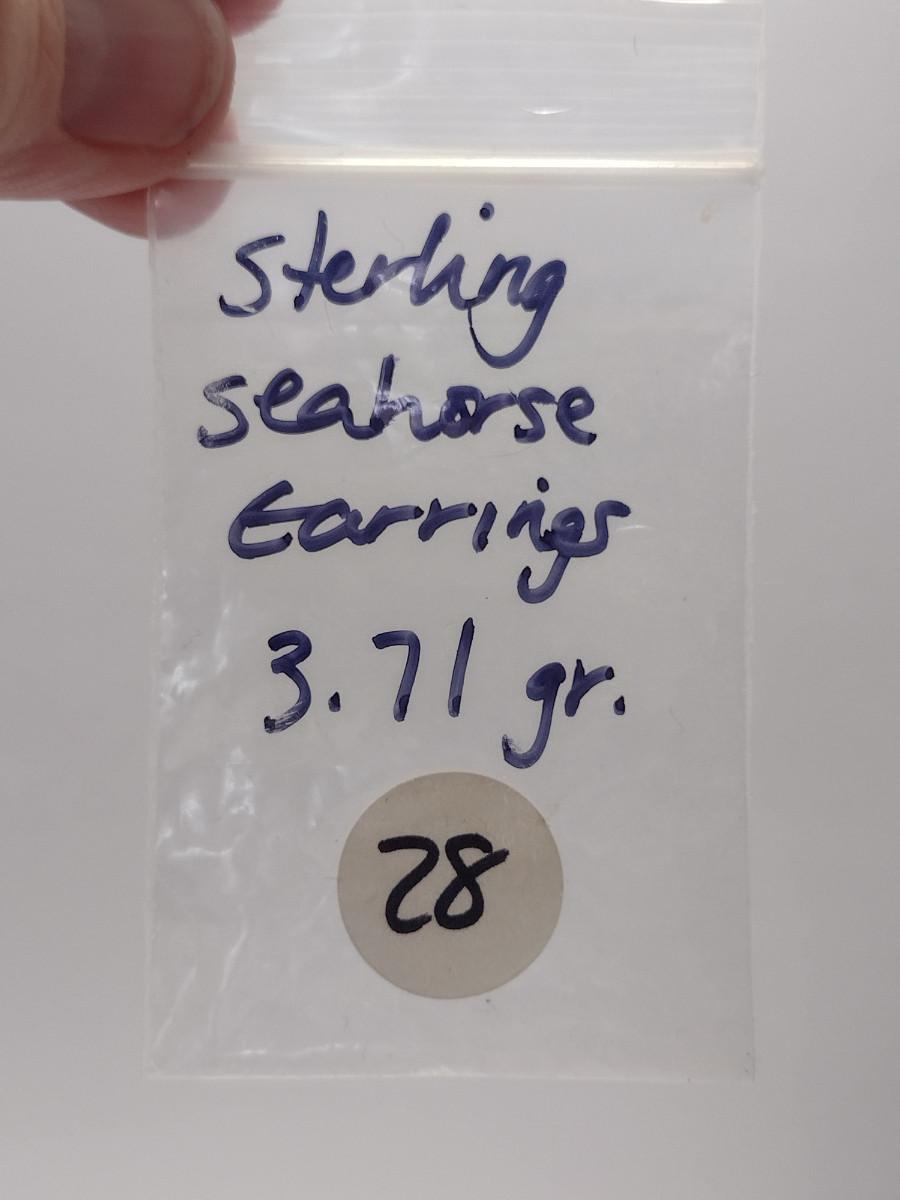 Sterling
Seahorse
Earrings
3.71 gr.
28